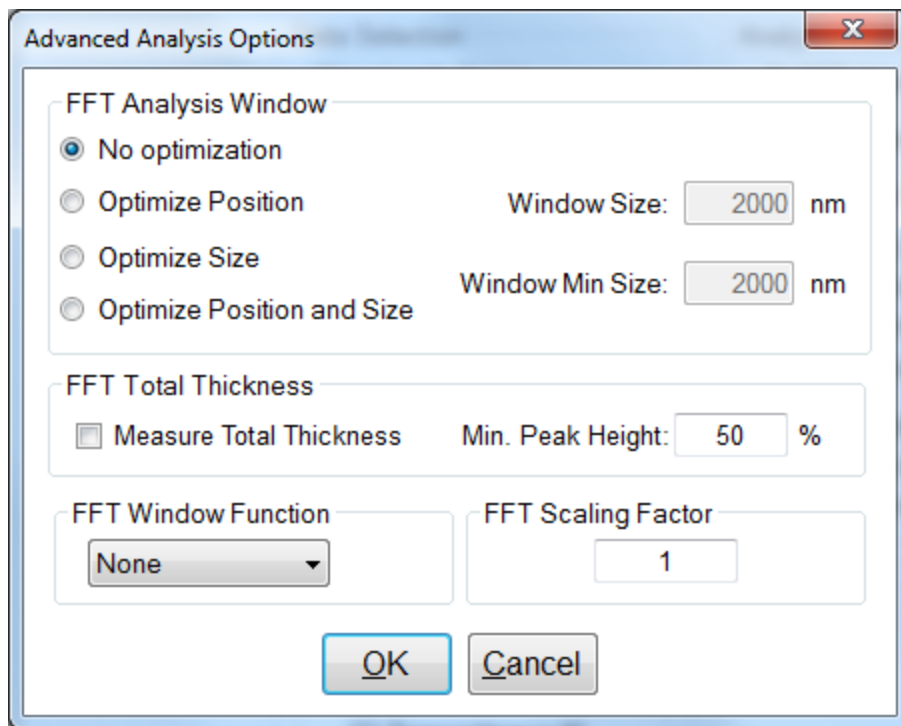 Advanced Analysis Options
X
FFT Analysis Window
No optimization
Optimize Position
Window Size: 2000 nm
Optimize Size
Window Min Size: 2000 nm
Optimize Position and Size
FFT Total Thickness
Measure Total Thickness Min. Peak Height: 50 %
FFT Window Function FFT Scaling Factor
None 1
OK Cancel